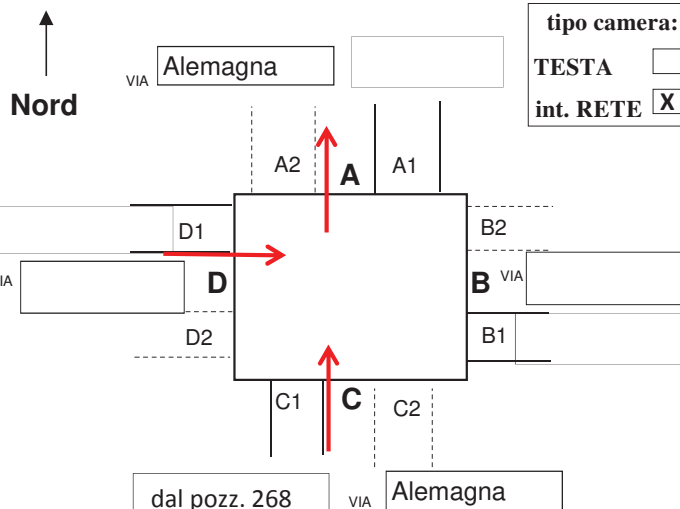 tipo camera:
VIA Alemagna
TESTA
Nord
int. RETE X
A2 A A1
D1 B2
VIA D B VIA
D2 B1
C1 C C2
dal pozz. 268 VIA Alemagna